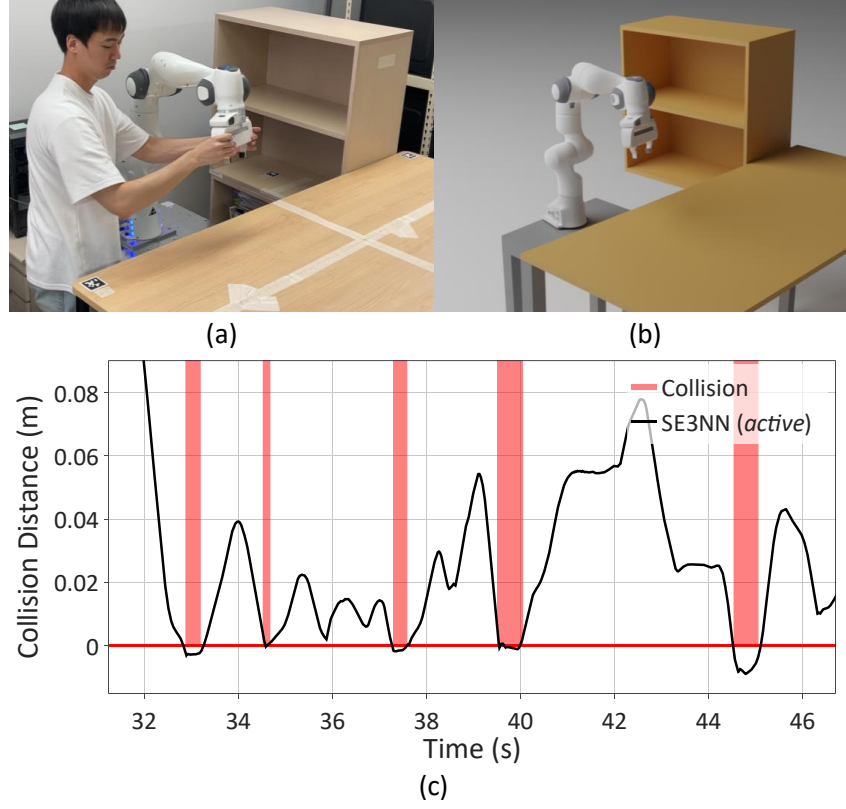 (a)
(b)
0.08
0.06
0.04
0.02
0
Collision Distance (m)
Collision
SE3NN (active)
32
34
36
38
40
42
44
46
Time (s)
(c)